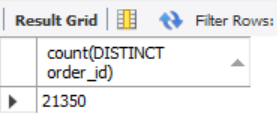 Result Grid Filter Rows:
count(DISTINCT
order_id)
21350